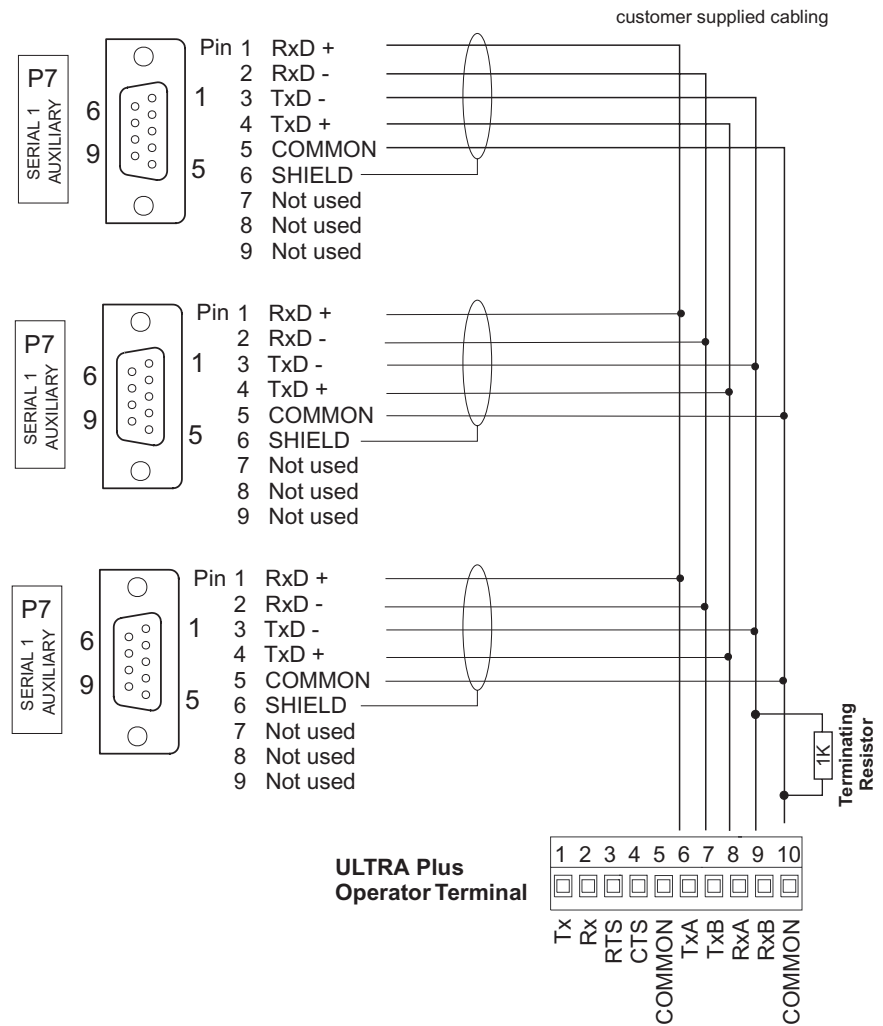 customer supplied cabling
P7
SERIAL 1
AUXILIARY
6
9
1
5
Pin 1 RxD +
2 RxD -
3 TxD -
4 TxD +
5 COMMON
6 SHIELD
7 Not used
8 Not used
9 Not used
P7
SERIAL 1
AUXILIARY
6
9
1
5
Pin 1 RxD +
2 RxD -
3 TxD -
4 TxD +
5 COMMON
6 SHIELD
7 Not used
8 Not used
9 Not used
P7
SERIAL 1
AUXILIARY
6
9
1
5
Pin 1 RxD +
2 RxD -
3 TxD -
4 TxD +
5 COMMON
6 SHIELD
7 Not used
8 Not used
9 Not used
1K
Terminating
Resistor
ULTRA Plus
Operator Terminal
1 2 3 4 5 6 7 8 9 10
Tx
Rx
RTS
CTS
COMMON
TxA
TxB
RxA
RxB
COMMON